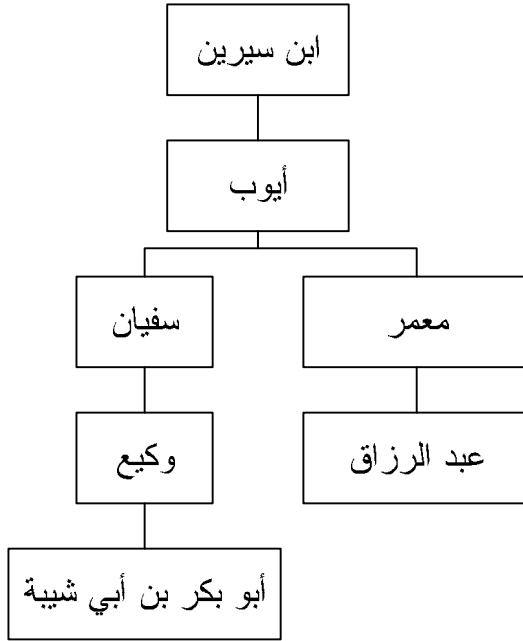 ابن سيرين
أيوب
سفيان
معمر
وكيع
عبد الرزاق
أبو بكر بن أبي شيبة